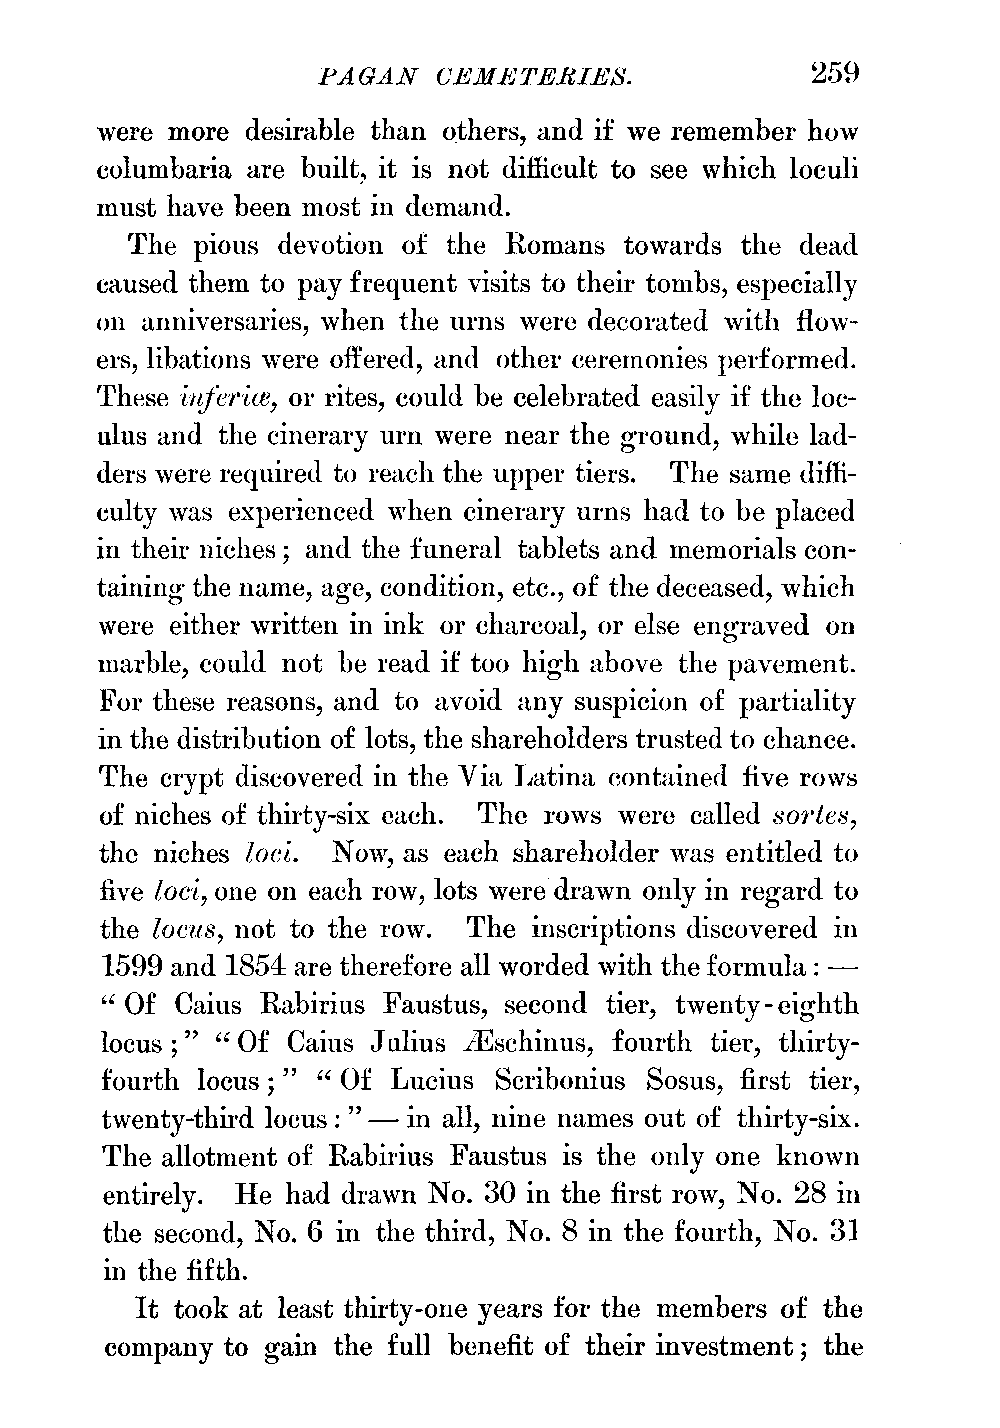 PAGAN CEMETERIES. 259
were more desirable than others, and if we remember how
columbaria are built, it is not difficult to see which loculi
must have been most in demand.
The pious devotion of the Romans towards the dead
caused them to pay frequent visits to their tombs, especially
on anniversaries, when the urns were decorated with flow-
ers, libations were offered, and other ceremonies performed.
These inferiæ, or rites, could be celebrated easily if the loc-
ulus and the cinerary urn were near the ground, while lad-
ders were required to reach the upper tiers. The same diffi-
culty was experienced when cinerary urns had to be placed
in their niches; and the funeral tablets and memorials con-
taining the name, age, condition, etc., of the deceased, which
were either written in ink or charcoal, or else engraved on
marble, could not be read if too high above the pavement.
For these reasons, and to avoid any suspicion of partiality
in the distribution of lots, the shareholders trusted to chance.
The crypt discovered in the Via Latina contained five rows
of niches of thirty-six each. The rows were called sortes,
the niches loci. Now, as each shareholder was entitled to
five loci, one on each row, lots were drawn only in regard to
the locus, not to the row. The inscriptions discovered in
1599 and 1854 are therefore all worded with the formula: —
“Of Caius Rabirius Faustus, second tier, twenty-eighth
locus;” “Of Caius Julius Æschinus, fourth tier, thirty-
fourth locus;” “Of Lucius Scribonius Sosus, first tier,
twenty-third locus:” — in all, nine names out of thirty-six.
The allotment of Rabirius Faustus is the only one known
entirely. He had drawn No. 30 in the first row, No. 28 in
the second, No. 6 in the third, No. 8 in the fourth, No. 31
in the fifth.
It took at least thirty-one years for the members of the
company to gain the full benefit of their investment; the